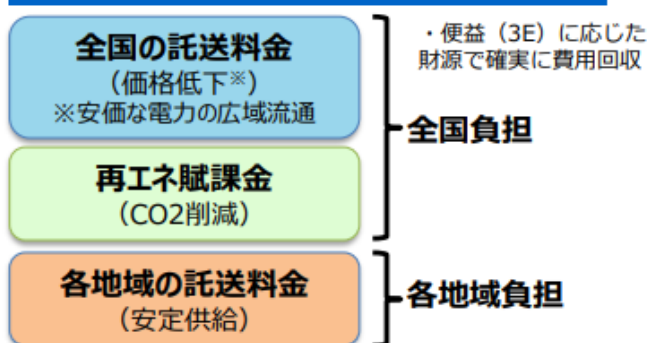 全国の託送料金
（価格低下※）
※安価な電力の広域流通
・便益（3E）に応じた
財源で確実に費用回収
全国負担
再エネ賦課金
（CO2削減）
各地域の託送料金
（安定供給）
各地域負担